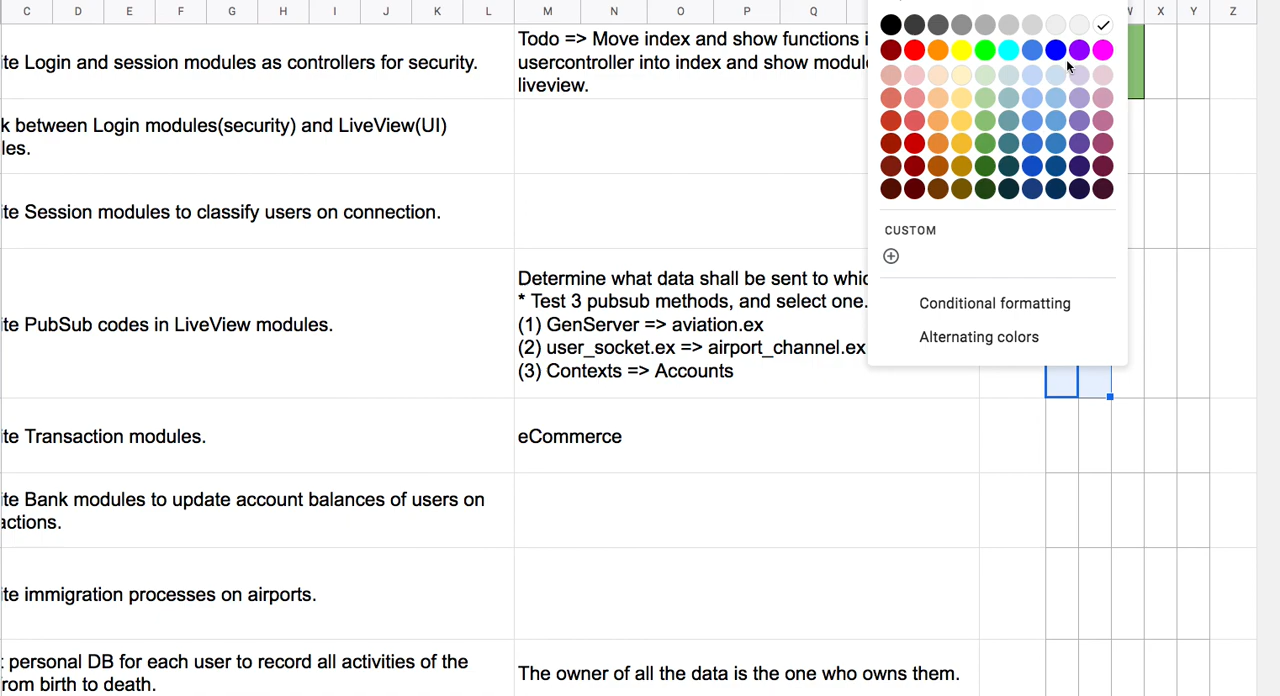 C D E F G H I J K L M N O P Q W X Y Z
te Login and session modules as controllers for security.
Todo => Move index and show functions i
usercontroller into index and show modul
liveview.
k between Login modules(security) and LiveView(UI)
les.
te Session modules to classify users on connection.
CUSTOM
Determine what data shall be sent to whic
* Test 3 pubsub methods, and select one.
(1) GenServer => aviation.ex
(2) user_socket.ex => airport_channel.ex
(3) Contexts => Accounts
te PubSub codes in LiveView modules.
Conditional formatting
Alternating colors
te Transaction modules.
eCommerce
te Bank modules to update account balances of users on
actions.
te immigration processes on airports.
personal DB for each user to record all activities of the
rom birth to death.
The owner of all the data is the one who owns them.